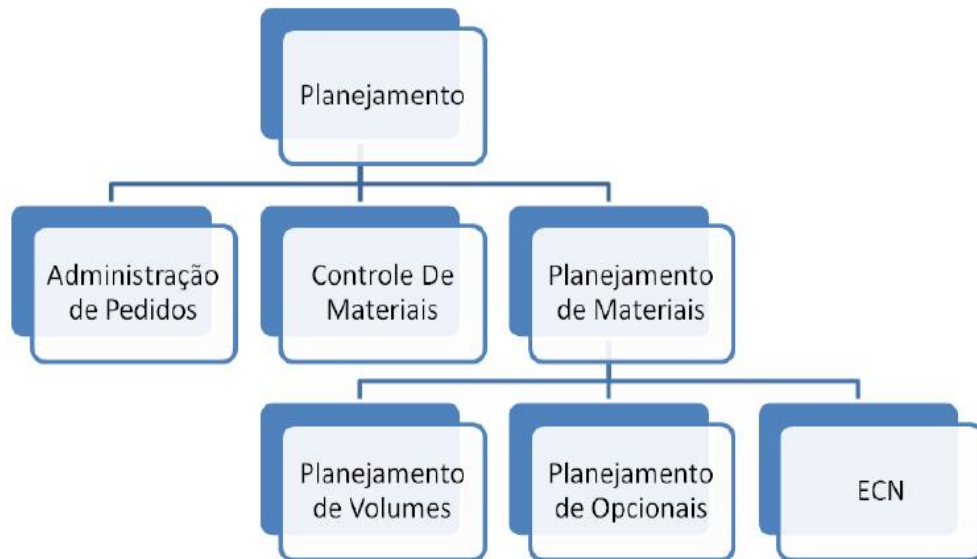 Planejamento
Administração
de Pedidos
Controle De
Materiais
Planejamento
de Materiais
Planejamento
de Volumes
Planejamento
de Opcionais
ECN